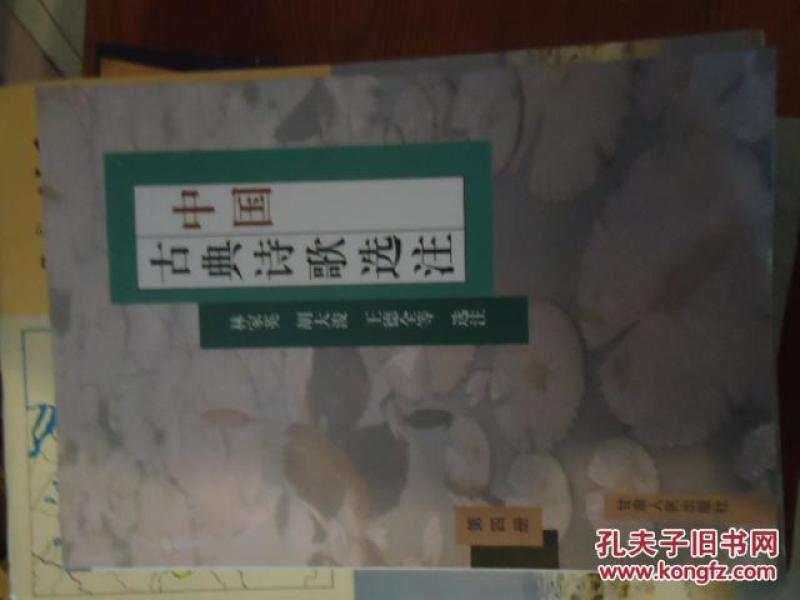 中国
古典诗歌选注
林家英 胡大浚 王德全等 选注
第四册
甘肃人民出版社
孔夫子旧书网
www.kongfz.com